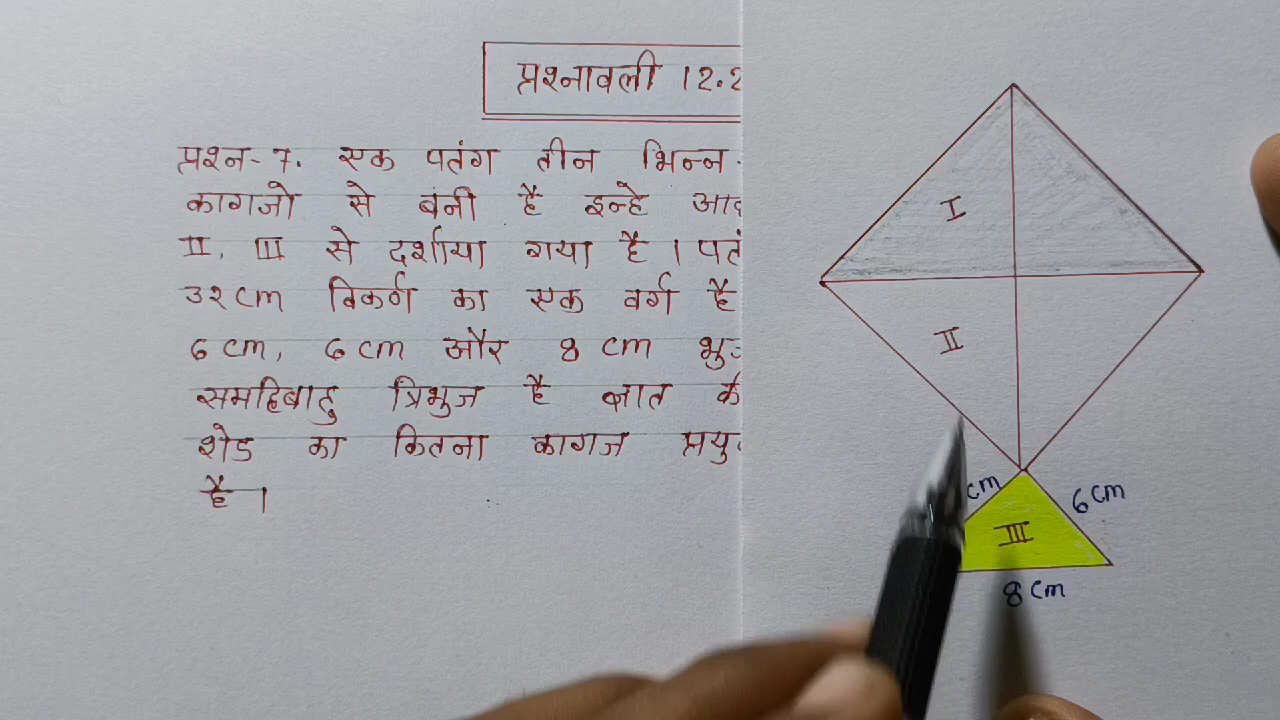 प्रश्नावली 12.2
प्रश्न-7. एक पतंग तीन भिन्न
कागजो से बनी है इन्हे
II, III से दर्शाया गया है ।
32 cm विकर्ण का एक वर्ग है
6 cm, 6 cm और 8 cm
समद्विबाहु त्रिभुज है ज्ञात
शेड का कितना कागज
है ।
I
II
cm 6 cm
III
8 cm